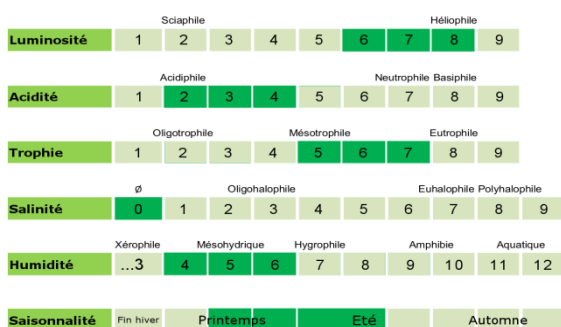 Sciaphile Héliophile
Luminosité 1 2 3 4 5 6 7 8 9
Acidiphile Neutrophile Basiphile
Acidité 1 2 3 4 5 6 7 8 9
Oligotrophile Mésotrophile Eutrophile
Trophie 1 2 3 4 5 6 7 8 9
Ø Oligohalophile Euhalophile Polyhalophile
Salinité 0 1 2 3 4 5 6 7 8 9
Xérophile Mésohydrique Hygrophile Amphibie Aquatique
Humidité ...3 4 5 6 7 8 9 10 11 12
Saisonnalité Fin hiver Printemps Eté Automne